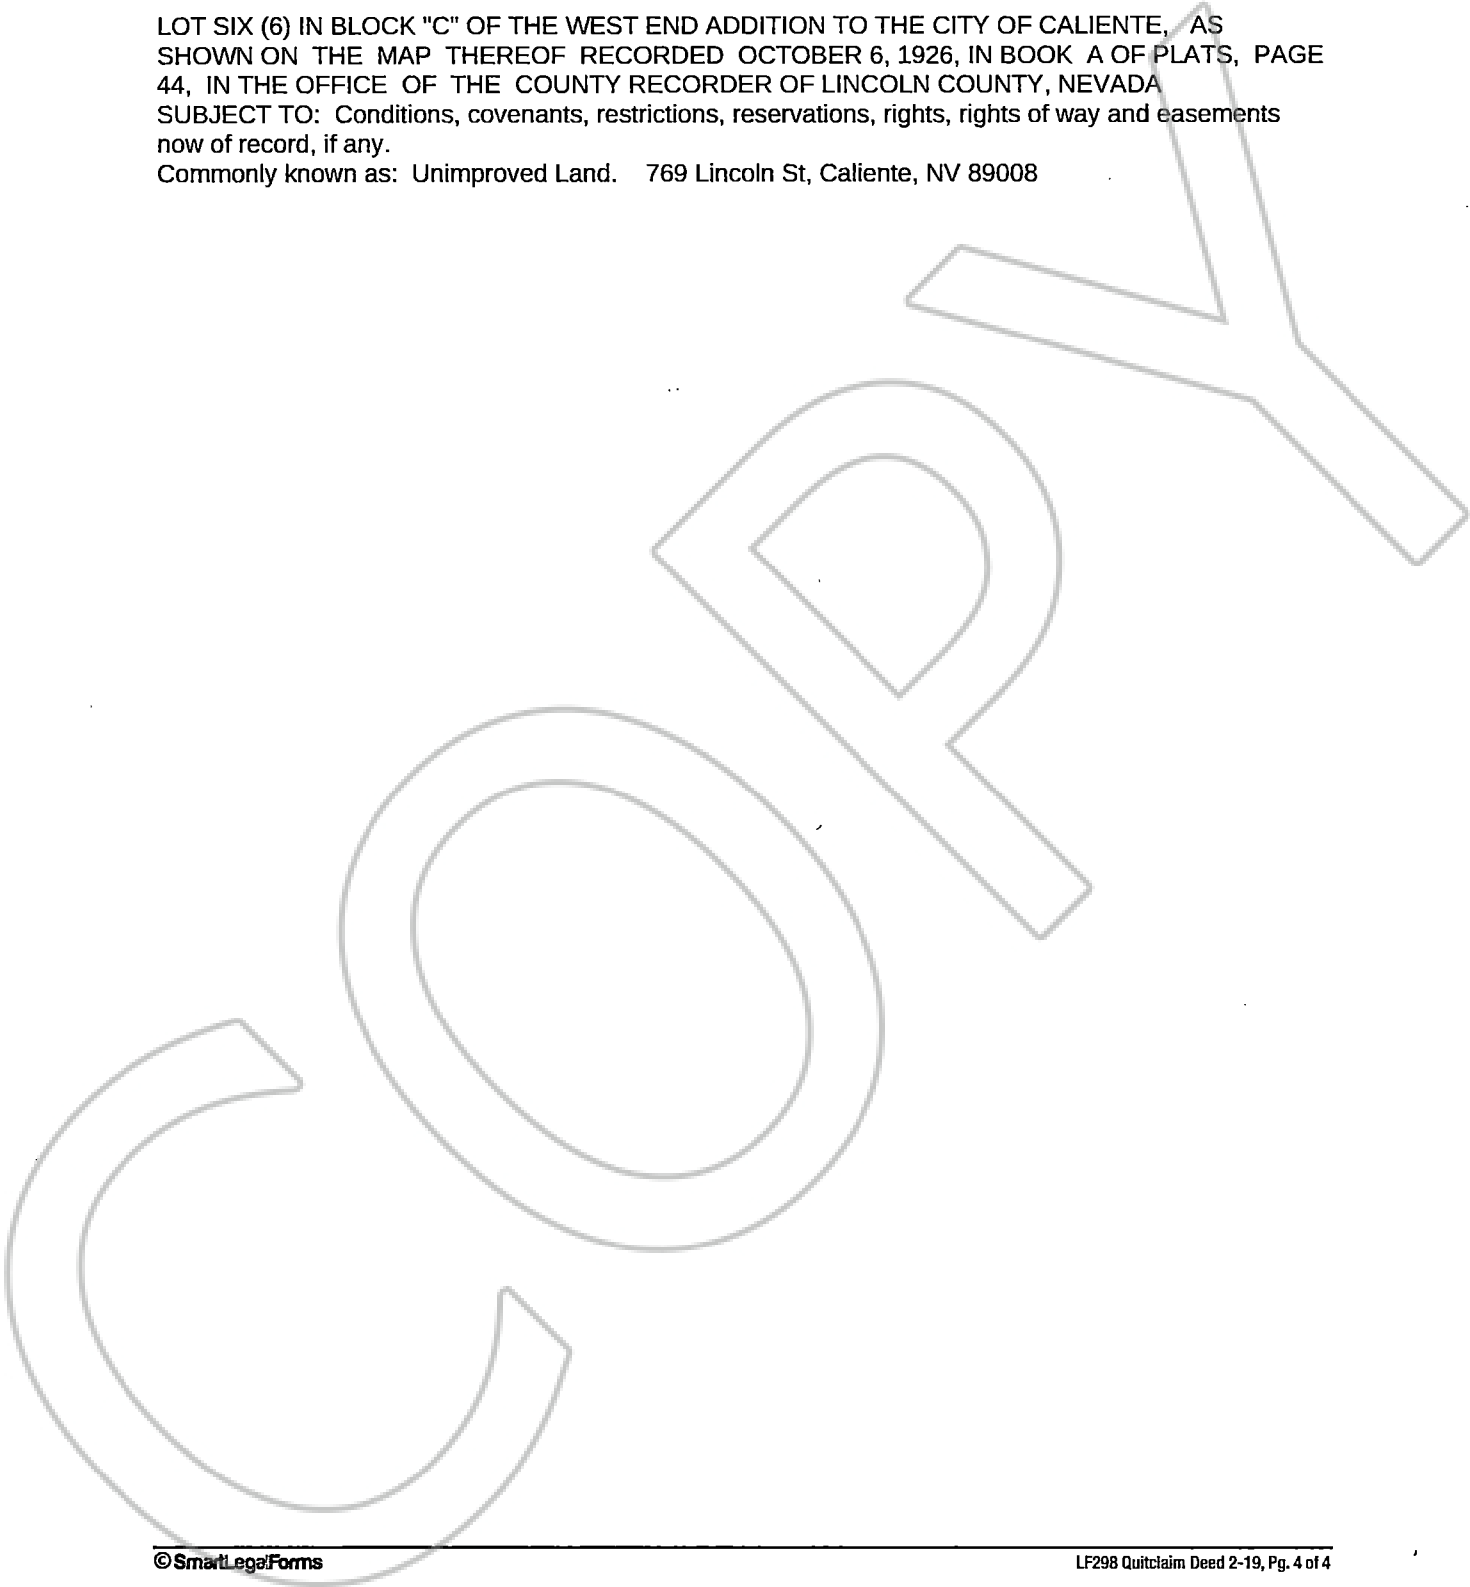 LOT SIX (6) IN BLOCK "C" OF THE WEST END ADDITION TO THE CITY OF CALIENTE, AS
SHOWN ON THE MAP THEREOF RECORDED OCTOBER 6, 1926, IN BOOK A OF PLATS, PAGE
44, IN THE OFFICE OF THE COUNTY RECORDER OF LINCOLN COUNTY, NEVADA
SUBJECT TO: Conditions, covenants, restrictions, reservations, rights, rights of way and easements
now of record, if any.
Commonly known as: Unimproved Land. 769 Lincoln St, Caliente, NV 89008
COPY
©SmartLegalForms
LF298 Quitclaim Deed 2-19, Pg. 4 of 4